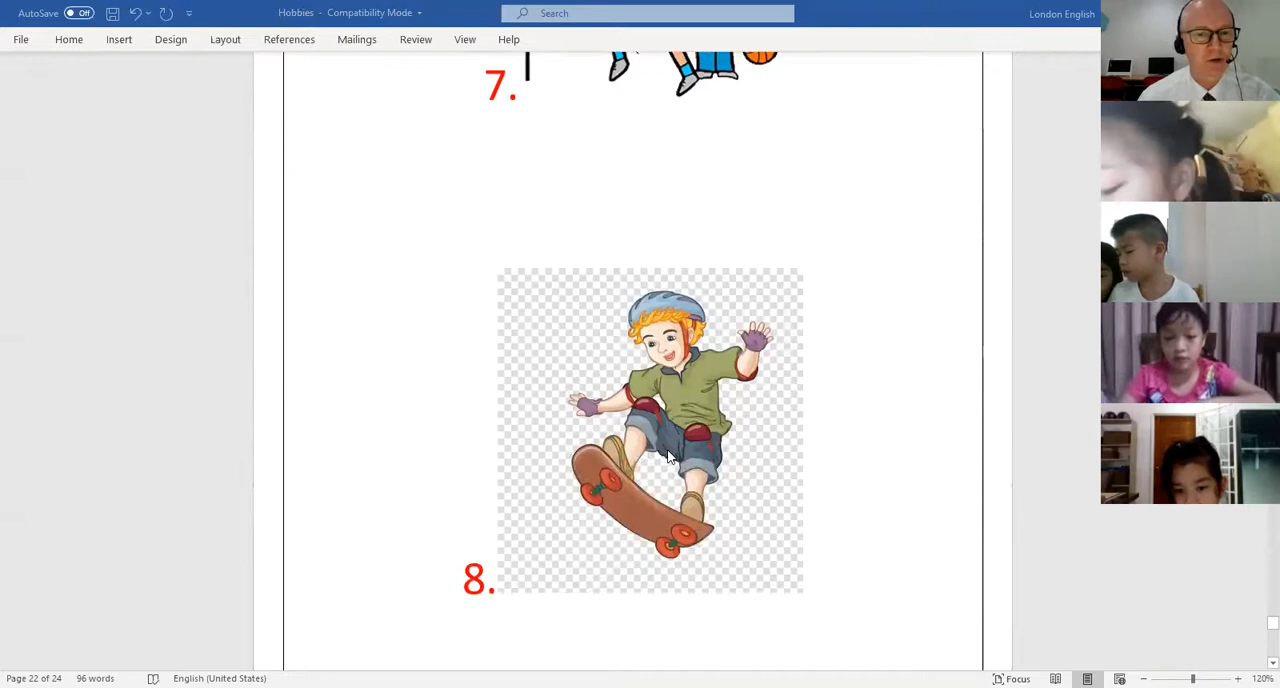 AutoSave Off Hobbies - Compatibility Mode Search London English
File Home Insert Design Layout References Mailings Review View Help
7.
8.
Page 22 of 24 96 words English (United States) Focus 120%